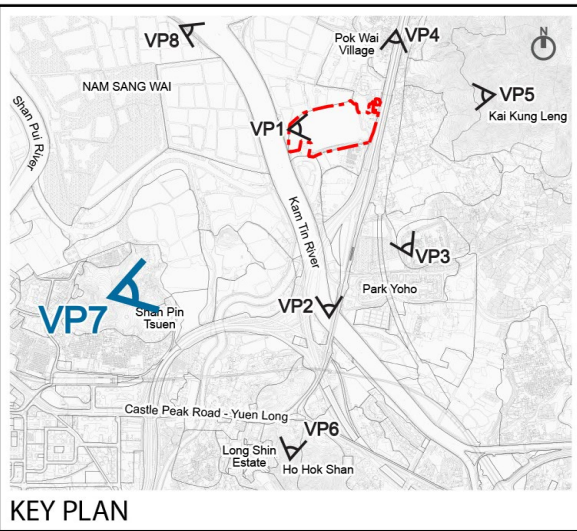 VP8
Pok Wai
Village
VP4
N
NAM SANG WAI
VP5
Kai Kung Leng
Shan Pui River
VP1
Kam Tin River
VP3
Park Yoho
VP7
Shan Pin
Tsuen
VP2
Castle Peak Road - Yuen Long
VP6
Long Shin
Estate
Ho Hok Shan
KEY PLAN